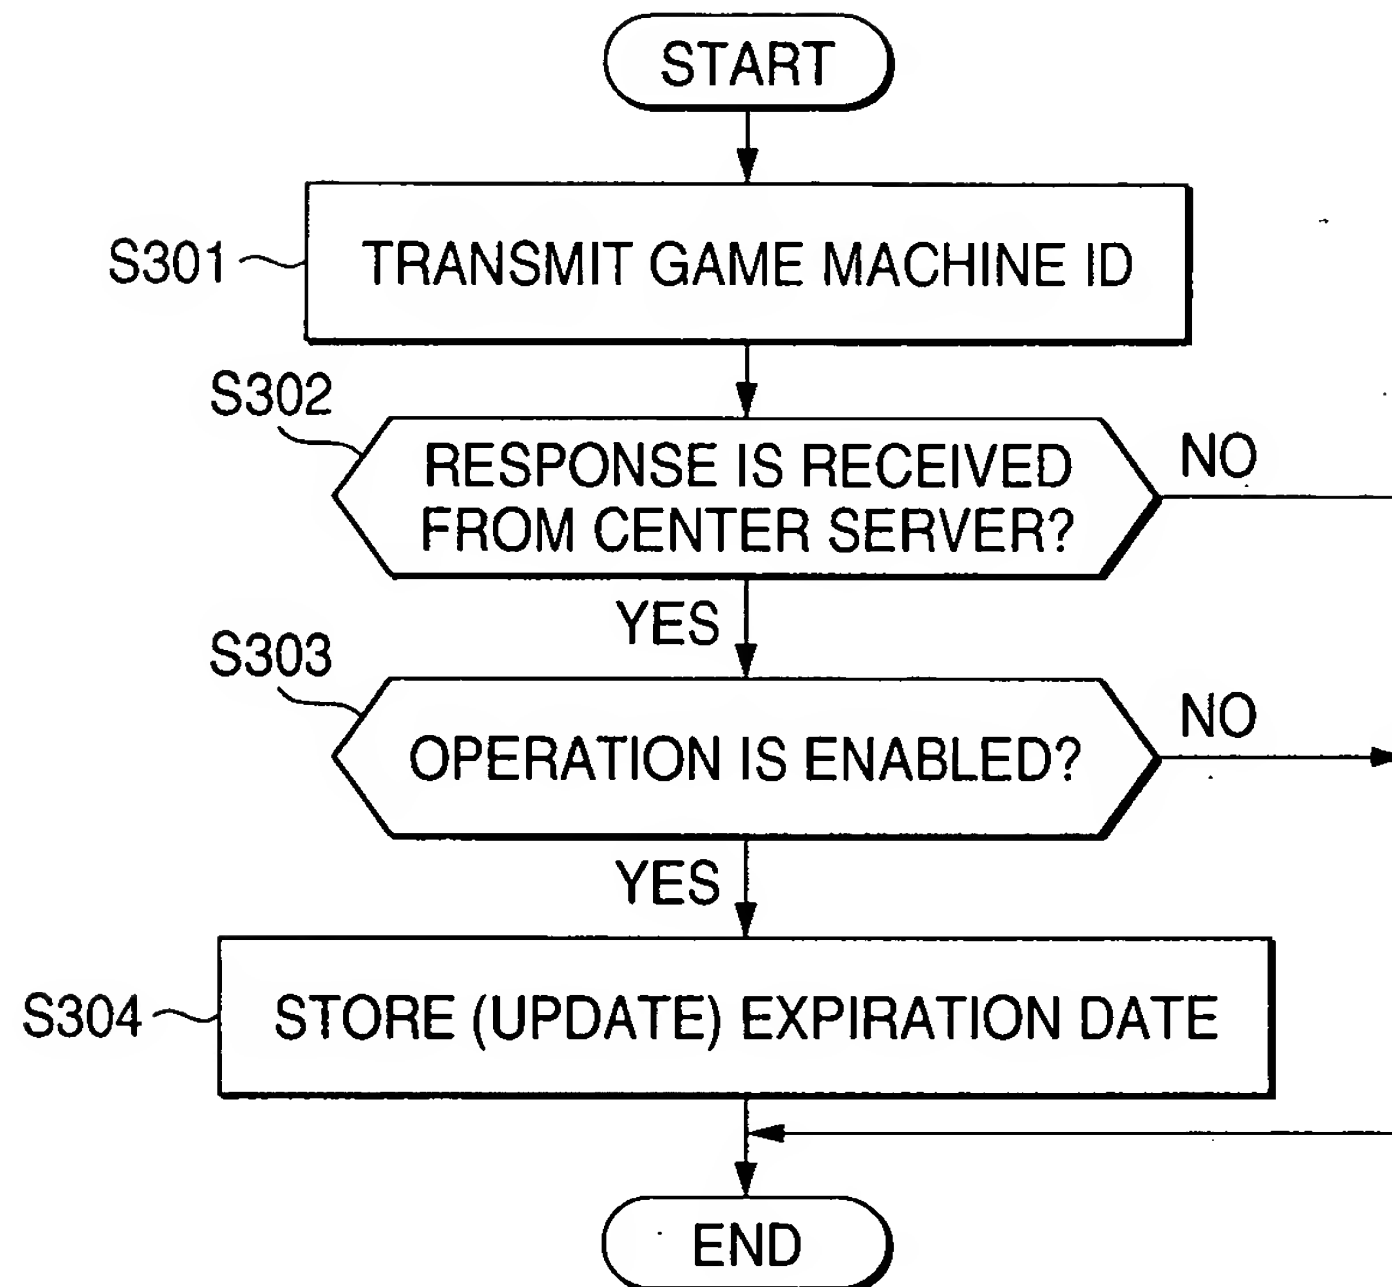 START
S301
TRANSMIT GAME MACHINE ID
S302
RESPONSE IS RECEIVED
FROM CENTER SERVER?
NO
YES
S303
OPERATION IS ENABLED?
NO
YES
S304
STORE (UPDATE) EXPIRATION DATE
END